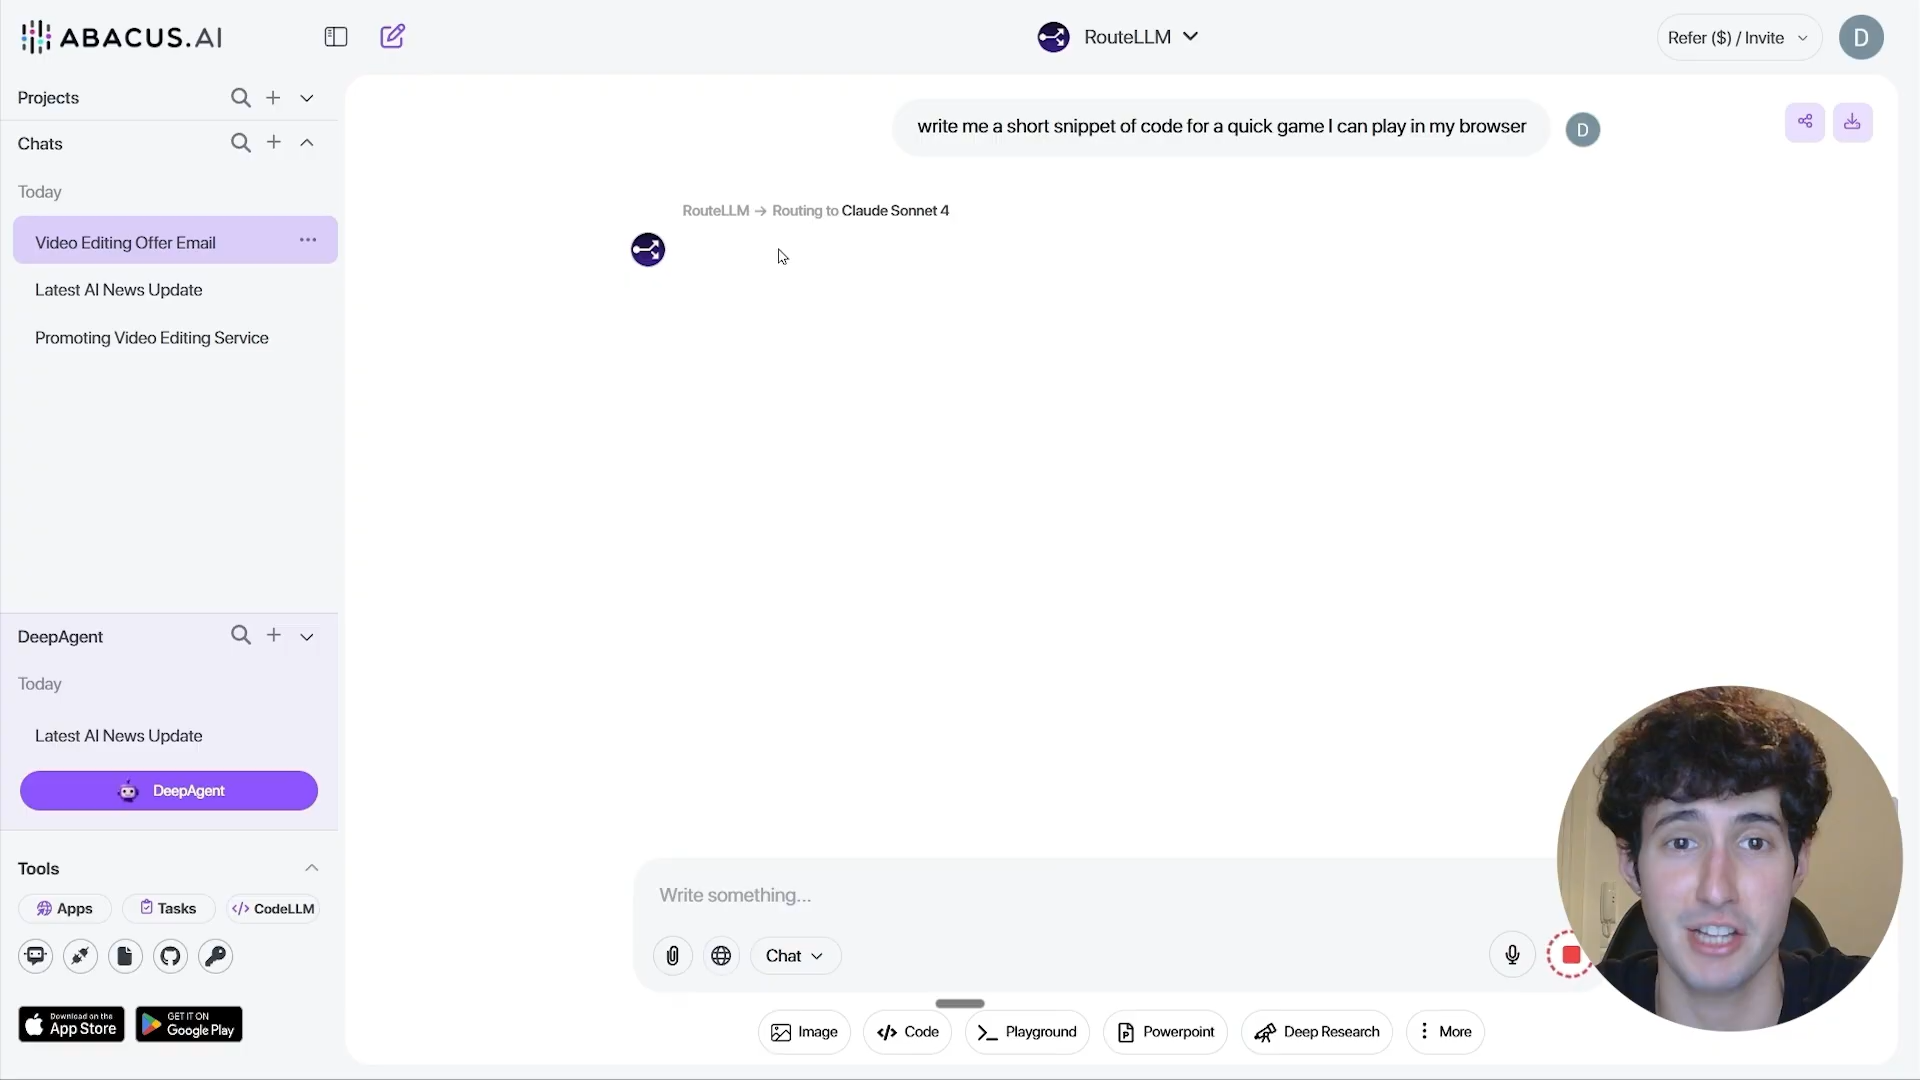 ABACUS.AI
RouteLLM
Refer ($) / Invite
D
Projects
Chats
Today
Video Editing Offer Email
Latest AI News Update
Promoting Video Editing Service
write me a short snippet of code for a quick game I can play in my browser
D
RouteLLM → Routing to Claude Sonnet 4
DeepAgent
Today
Latest AI News Update
DeepAgent
Tools
Apps
Tasks
</> CodeLLM
Download on the
App Store
GET IT ON
Google Play
Write something...
Chat
Image
Code
Playground
Powerpoint
Deep Research
More